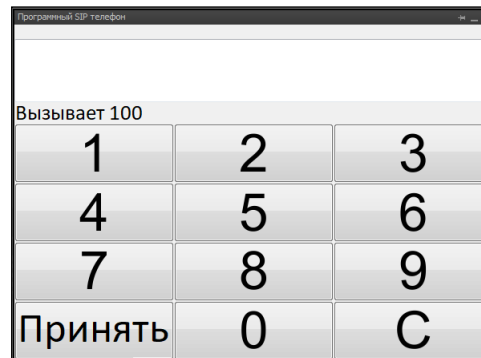 Программный SIP телефон
Вызывает 100
1 2 3
4 5 6
7 8 9
Принять 0 C